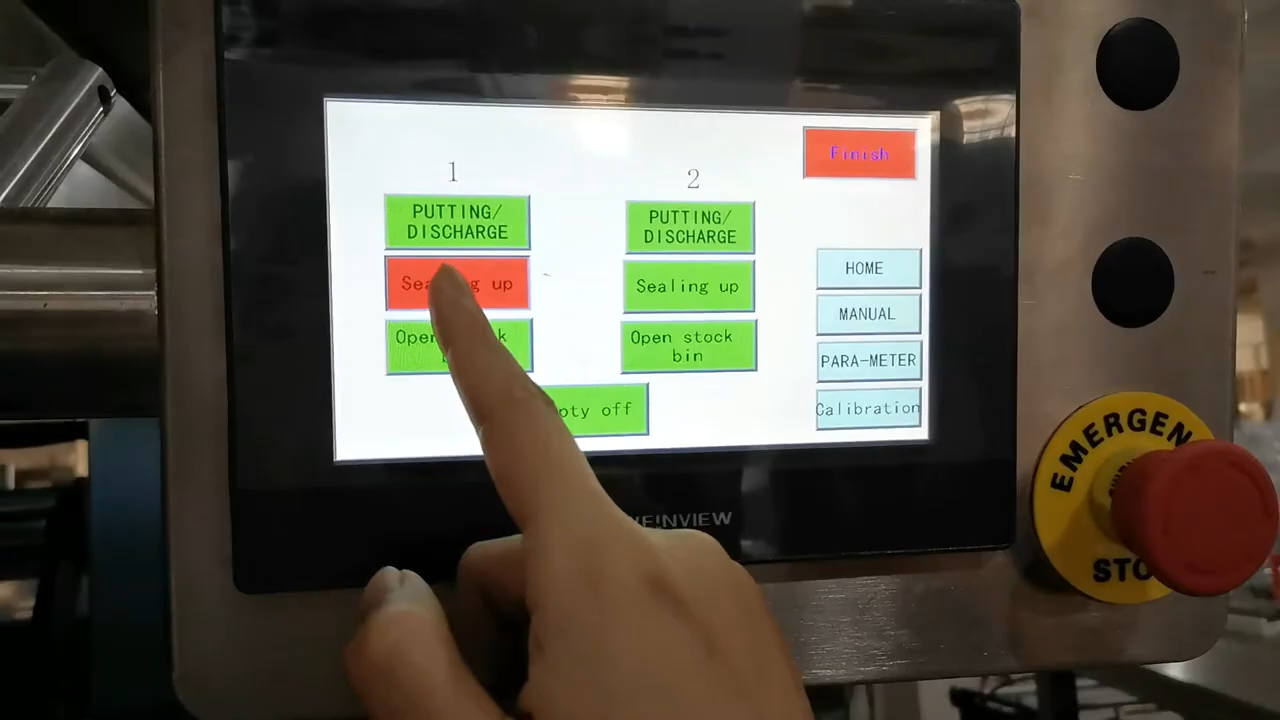 1
2
Finish
PUTTING/
DISCHARGE
PUTTING/
DISCHARGE
up
Sealing up
Open stock
bin
HOME
MANUAL
PARA-METER
Calibration
off
WEINVIEW
EMERGEN
STO